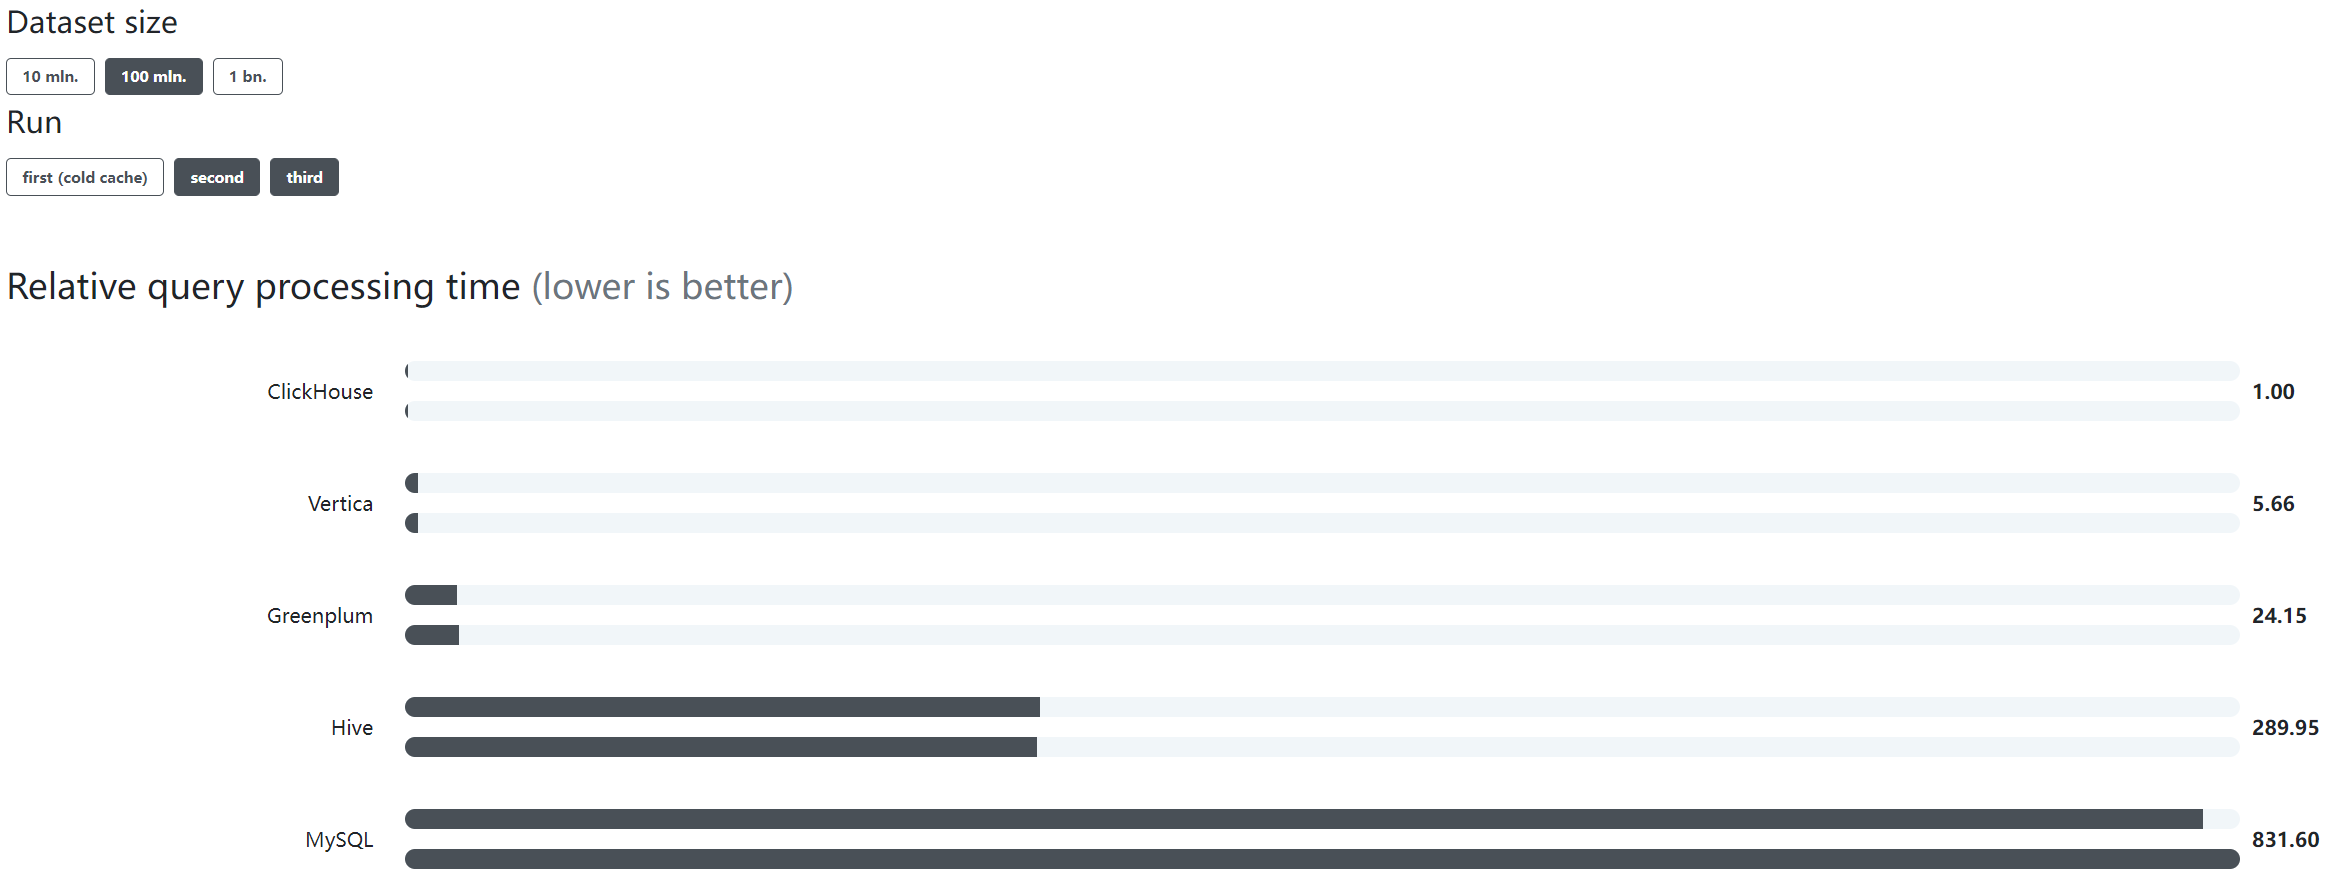 Dataset size
10 mln. 100 mln. 1 bn.
Run
first (cold cache) second third
Relative query processing time (lower is better)
ClickHouse 1.00
Vertica 5.66
Greenplum 24.15
Hive 289.95
MySQL 831.60